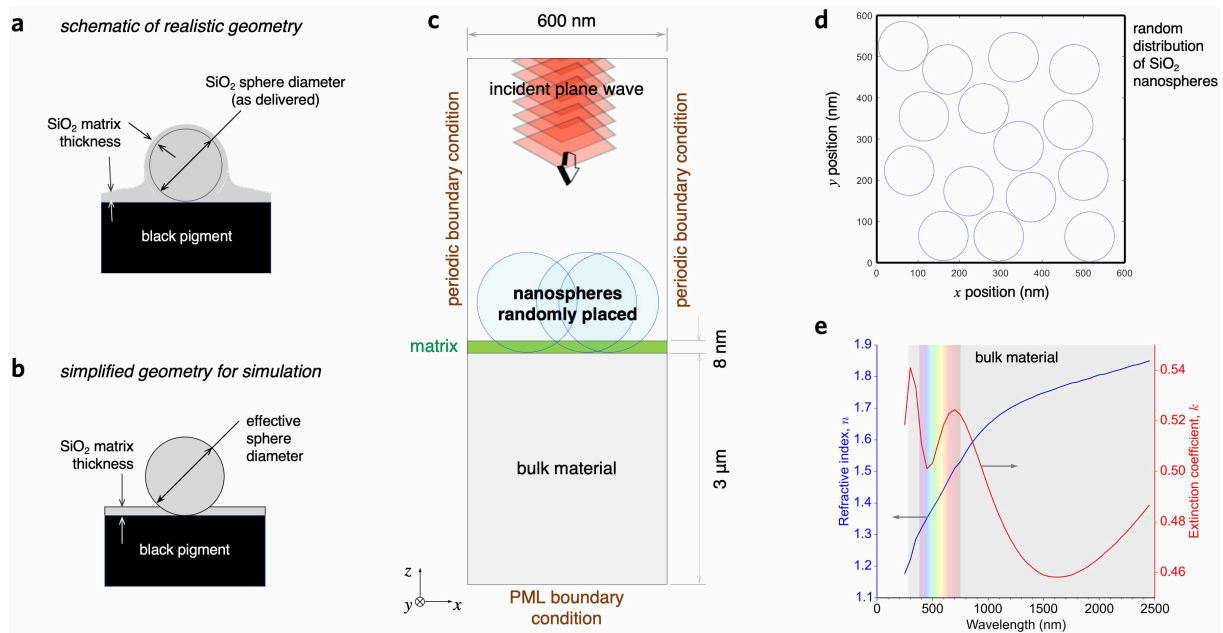 a
schematic of realistic geometry
SiO₂ sphere diameter
(as delivered)
SiO₂ matrix
thickness
black pigment
b
simplified geometry for simulation
effective
sphere
diameter
SiO₂ matrix
thickness
black pigment
c
600 nm
incident plane wave
periodic boundary condition
periodic boundary condition
nanospheres
randomly placed
matrix
8 nm
bulk material
3 μm
z
y
x
PML boundary
condition
d
random
distribution
of SiO₂
nanospheres
y position (nm)
600
500
400
300
200
100
0
0 100 200 300 400 500 600
x position (nm)
e
bulk material
Refractive index, n
1.9
1.8
1.7
1.6
1.5
1.4
1.3
1.2
1.1
Extinction coefficient, k
0.54
0.52
0.50
0.48
0.46
0 500 1000 1500 2000 2500
Wavelength (nm)